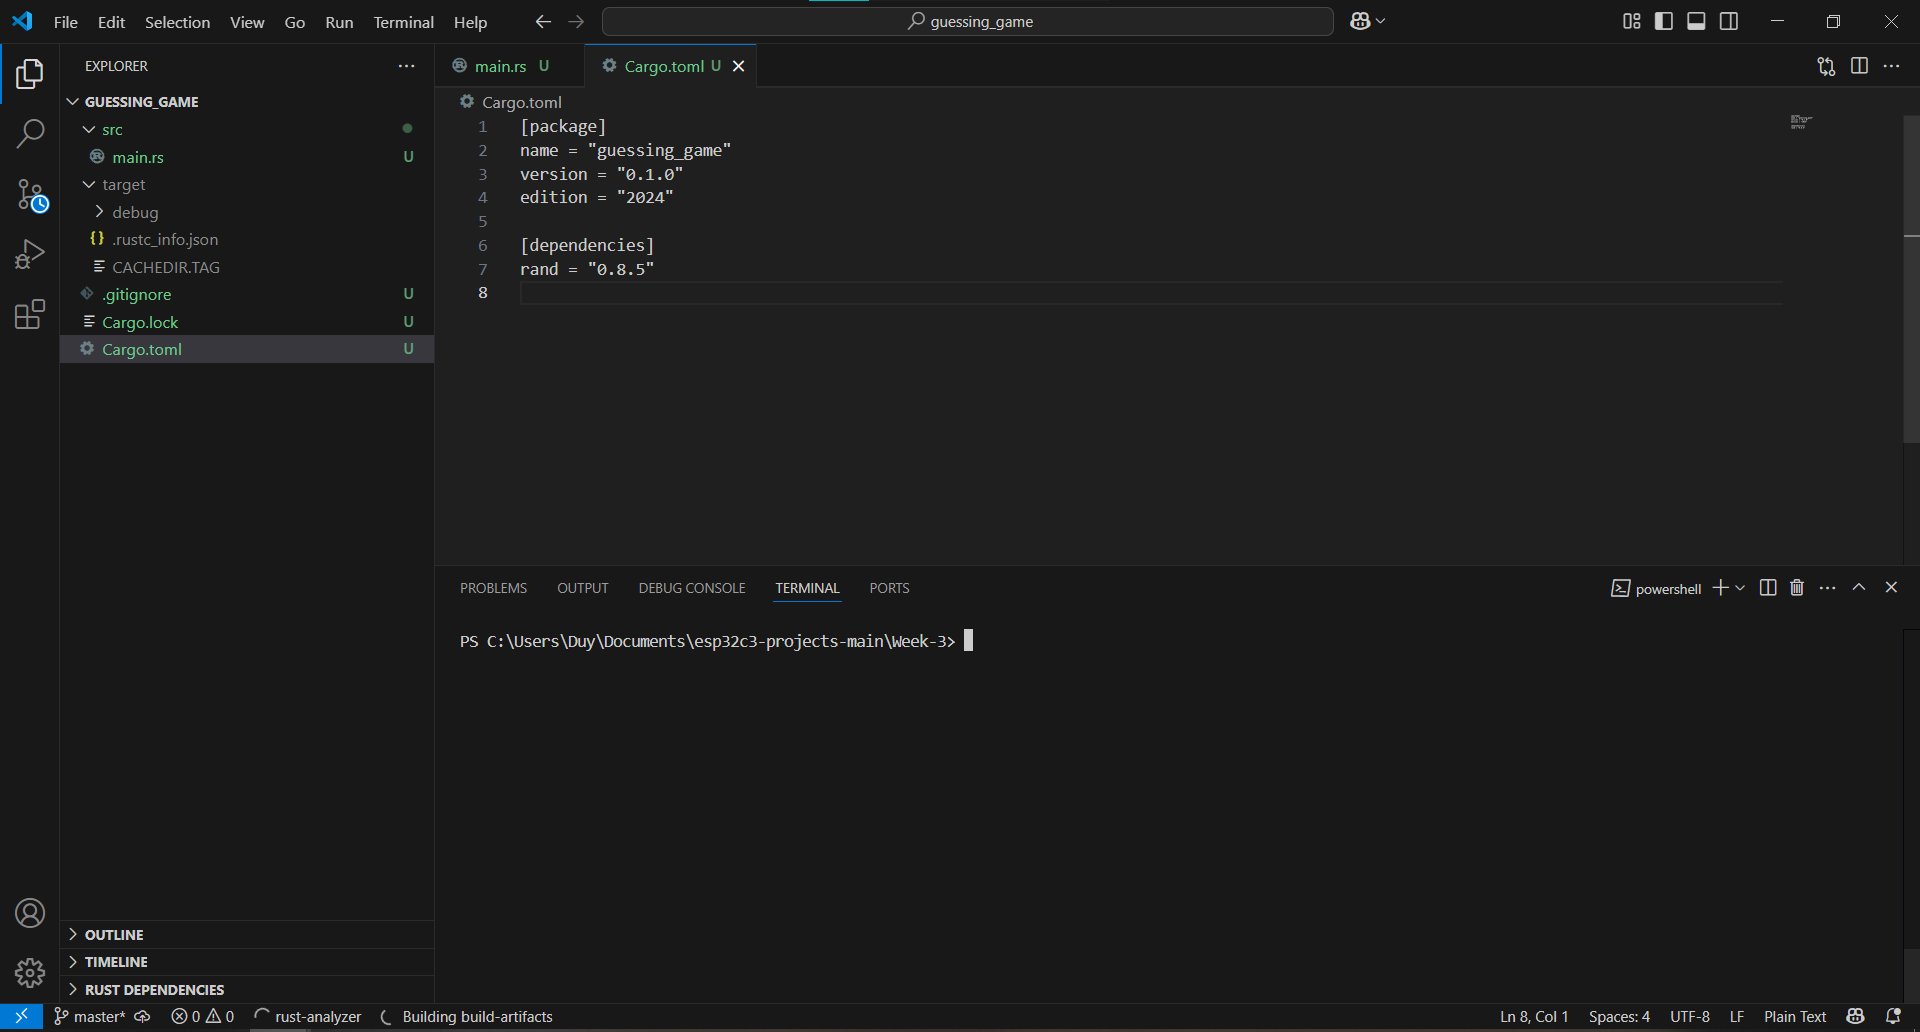 File Edit Selection View Go Run Terminal Help
guessing_game
EXPLORER
GUESSING_GAME
src
main.rs U
target
debug
{} .rustc_info.json
CACHEDIR.TAG
.gitignore U
Cargo.lock U
Cargo.toml U
OUTLINE
TIMELINE
RUST DEPENDENCIES
main.rs U Cargo.toml U
Cargo.toml
1 [package]
2 name = "guessing_game"
3 version = "0.1.0"
4 edition = "2024"
5
6 [dependencies]
7 rand = "0.8.5"
8
PROBLEMS OUTPUT DEBUG CONSOLE TERMINAL PORTS
powershell
PS C:\Users\Duy\Documents\esp32c3-projects-main\Week-3>
master* 0 0 rust-analyzer Building build-artifacts Ln 8, Col 1 Spaces: 4 UTF-8 LF Plain Text